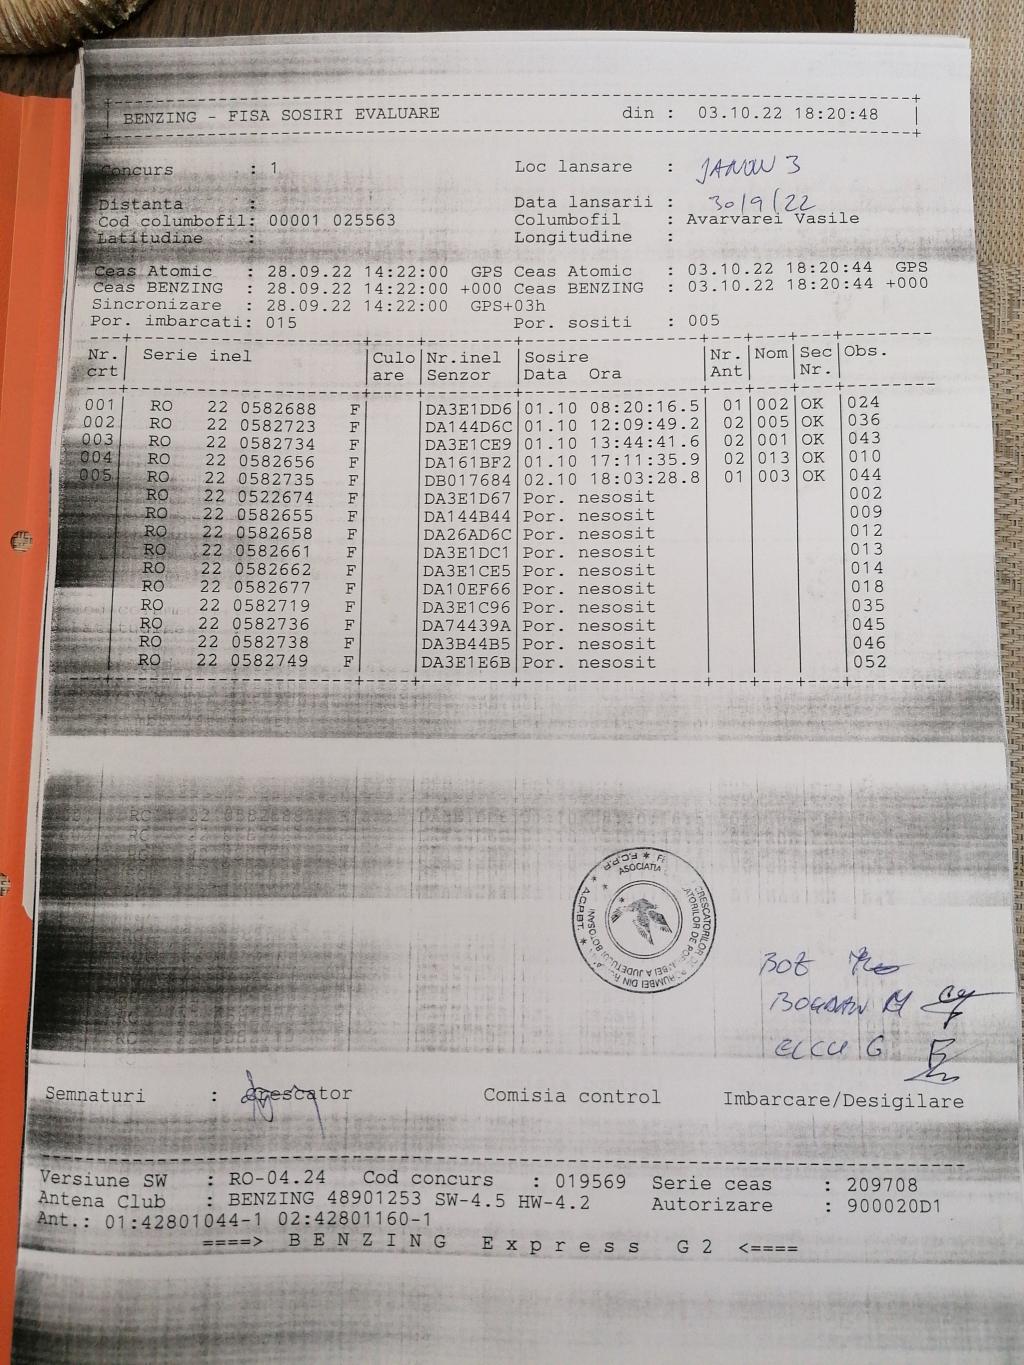 BENZING - FISA SOSIRI EVALUARE din : 03.10.22 18:20:48
Concurs : 1 Loc lansare : JANOW 3
Distanta : Data lansarii : 30/9/22
Cod columbofil: 00001 025563 Columbofil : Avarvarei Vasile
Latitudine : Longitudine :
Ceas Atomic : 28.09.22 14:22:00 GPS Ceas Atomic : 03.10.22 18:20:44 GPS
Ceas BENZING : 28.09.22 14:22:00 +000 Ceas BENZING : 03.10.22 18:20:44 +000
Sincronizare : 28.09.22 14:22:00 GPS+03h
Por. imbarcati: 015 Por. sositi : 005
Nr. Serie inel Culo Nr.inel Sosire Nr. Nom Sec Obs.
crt are Senzor Data Ora Ant Nr.
001 RO 22 0582688 F DA3E1DD6 01.10 08:20:16.5 01 002 OK 024
002 RO 22 0582723 F DA144D6C 01.10 12:09:49.2 02 005 OK 036
003 RO 22 0582734 F DA3E1CE9 01.10 13:44:41.6 02 001 OK 043
004 RO 22 0582656 F DA161BF2 01.10 17:11:35.9 02 013 OK 010
005 RO 22 0582735 F DB017684 02.10 18:03:28.8 01 003 OK 044
RO 22 0522674 F DA3E1D67 Por. nesosit 002
RO 22 0582655 F DA144B44 Por. nesosit 009
RO 22 0582658 F DA26AD6C Por. nesosit 012
RO 22 0582661 F DA3E1DC1 Por. nesosit 013
RO 22 0582662 F DA3E1CE5 Por. nesosit 014
RO 22 0582677 F DA10EF66 Por. nesosit 018
RO 22 0582719 F DA3E1C96 Por. nesosit 035
RO 22 0582736 F DA74439A Por. nesosit 045
RO 22 0582738 F DA3B44B5 Por. nesosit 046
RO 22 0582749 F DA3E1E6B Por. nesosit 052
BOZ
BOGDAN M
ELCU G
Semnaturi : Crescator Comisia control Imbarcare/Desigilare
Versiune SW : RO-04.24 Cod concurs : 019569 Serie ceas : 209708
Antena Club : BENZING 48901253 SW-4.5 HW-4.2 Autorizare : 900020D1
Ant.: 01:42801044-1 02:42801160-1
====> BENZING Express G2 <====